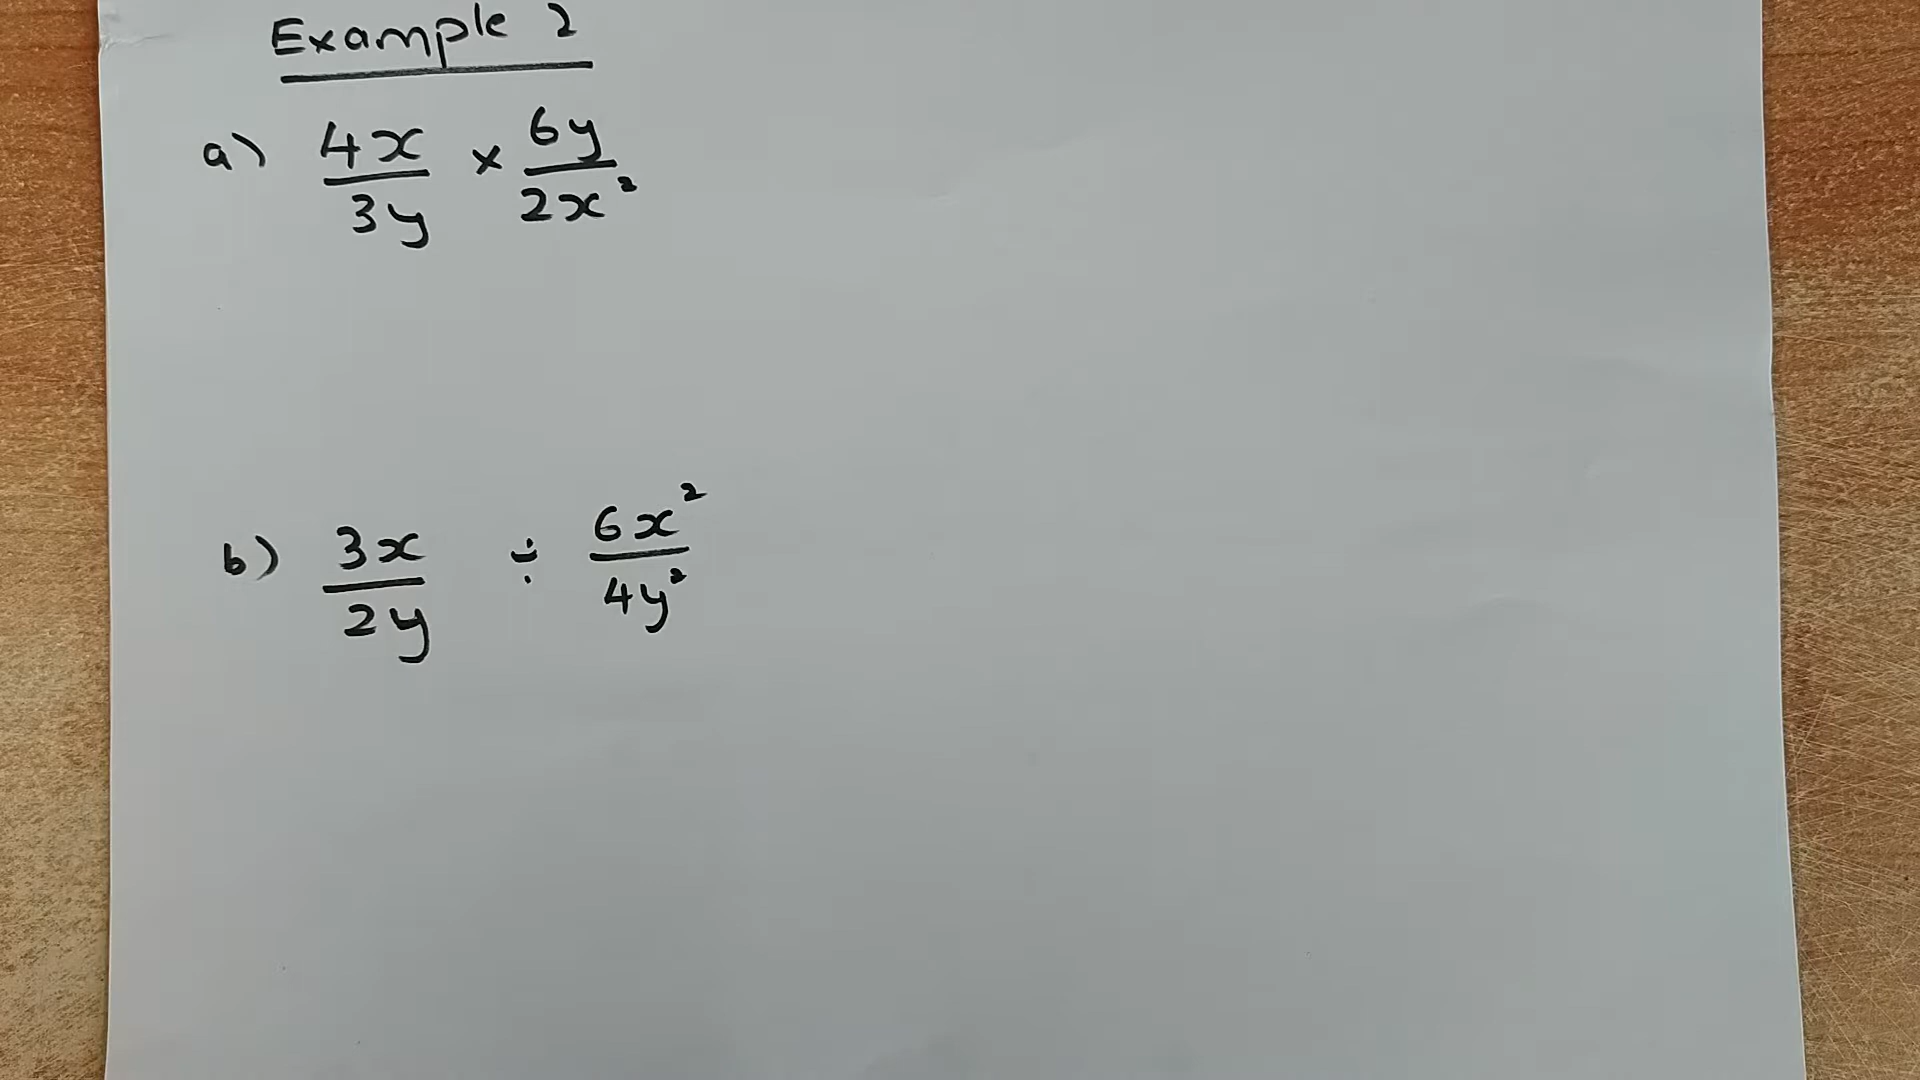 Example 2
a) 4x/3y × 6y/2x²
b) 3x/2y ÷ 6x²/4y²